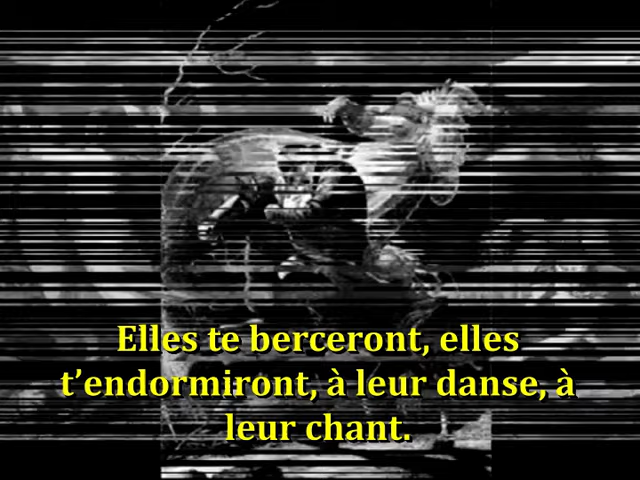 Elles te berceront, elles
t’endormiront, à leur danse, à
leur chant.